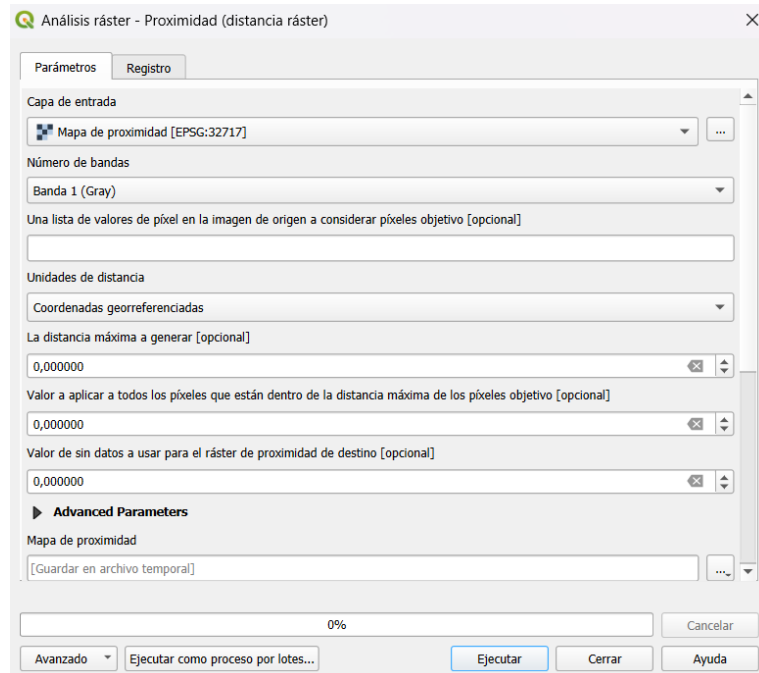 Análisis ráster - Proximidad (distancia ráster)
Parámetros
Registro
Capa de entrada
Mapa de proximidad [EPSG:32717]
...
Número de bandas
Banda 1 (Gray)
Una lista de valores de píxel en la imagen de origen a considerar píxeles objetivo [opcional]
Unidades de distancia
Coordenadas georreferenciadas
La distancia máxima a generar [opcional]
0,000000
Valor a aplicar a todos los píxeles que están dentro de la distancia máxima de los píxeles objetivo [opcional]
0,000000
Valor de sin datos a usar para el ráster de proximidad de destino [opcional]
0,000000
Advanced Parameters
Mapa de proximidad
[Guardar en archivo temporal]
...
0%
Cancelar
Avanzado
Ejecutar como proceso por lotes...
Ejecutar
Cerrar
Ayuda